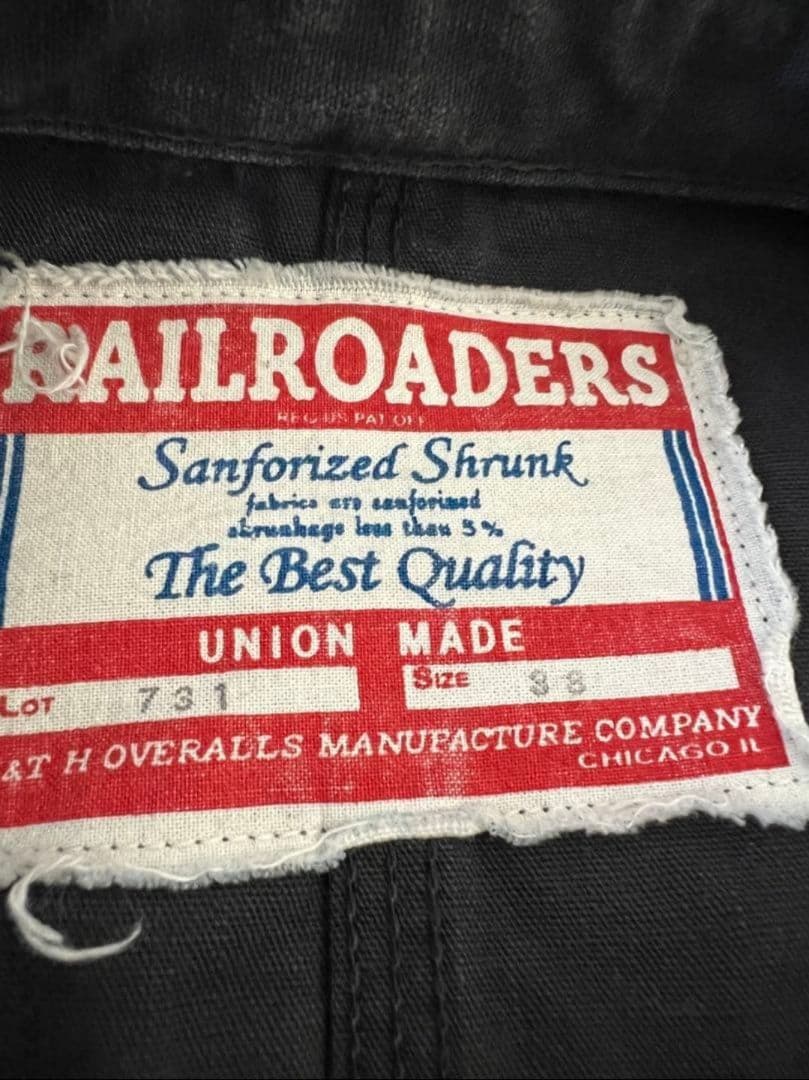 RAILROADERS
REG US PAT OFF
Sanforized Shrunk
fabrics are sanforized
shrunkage less than 5%
The Best Quality
UNION MADE
LOT 731 SIZE 38
&T H OVERALLS MANUFACTURE COMPANY
CHICAGO IL